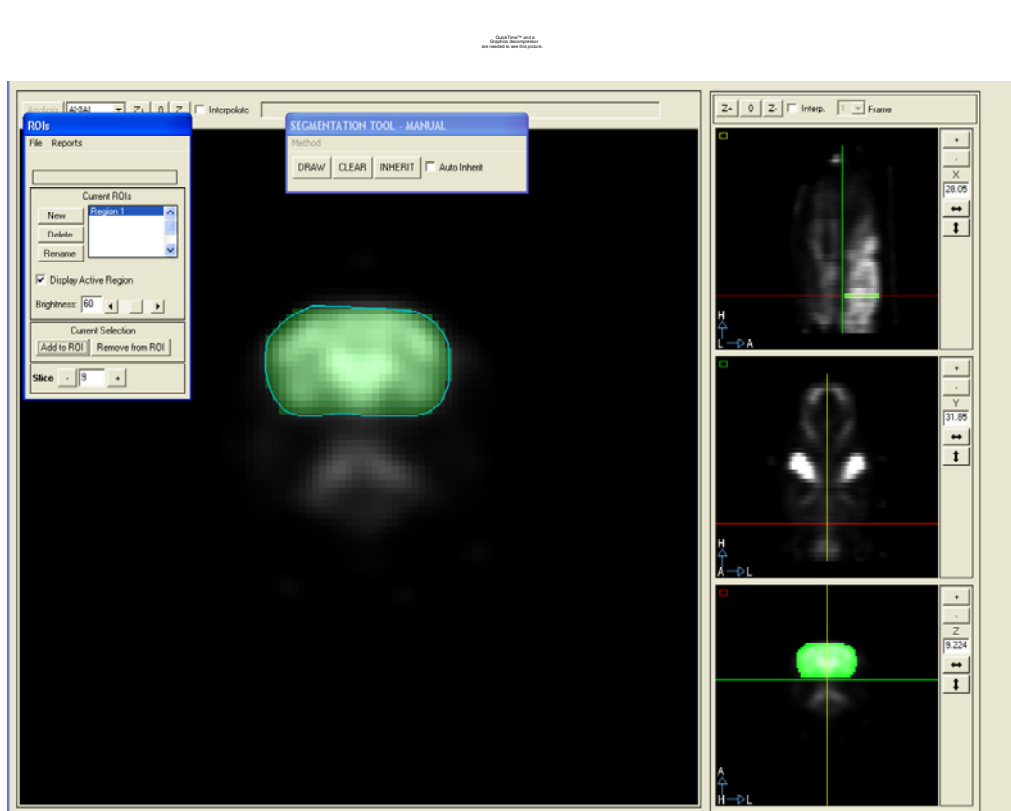 QuickTime™ and a
Graphics decompressor
are needed to see this picture.
Z+ 0 Z- Interpolate
ROIs
File Reports
Current ROIs
New
Region 1
Delete
Rename
Display Active Region
Brightness: 60
Current Selection
Add to ROI Remove from ROI
Slice - 9 +
SEGMENTATION TOOL - MANUAL
Method
DRAW CLEAR INHERIT Auto Inherit
Z+ 0 Z- Interp. 1 Frame
+
-
X
28.05
H
L A
+
-
Y
31.85
H
A L
+
-
Z
9.224
A
H L